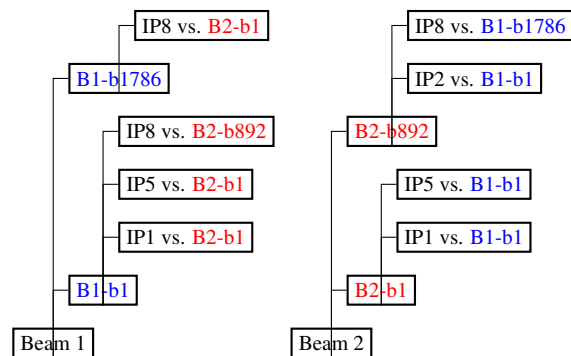 IP8 vs. B2-b1
B1-b1786
IP8 vs. B2-b892
IP5 vs. B2-b1
IP1 vs. B2-b1
B1-b1
Beam 1
IP8 vs. B1-b1786
IP2 vs. B1-b1
B2-b892
IP5 vs. B1-b1
IP1 vs. B1-b1
B2-b1
Beam 2